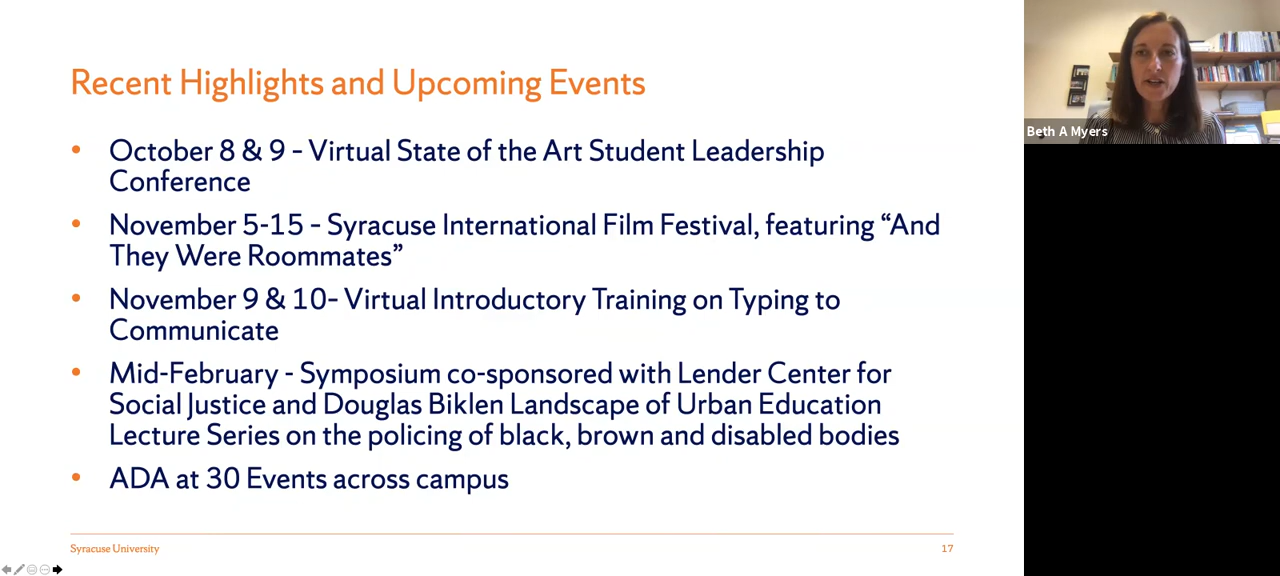 Recent Highlights and Upcoming Events
• October 8 & 9 – Virtual State of the Art Student Leadership
Conference
• November 5-15 – Syracuse International Film Festival, featuring “And
They Were Roommates”
• November 9 & 10– Virtual Introductory Training on Typing to
Communicate
• Mid-February - Symposium co-sponsored with Lender Center for
Social Justice and Douglas Biklen Landscape of Urban Education
Lecture Series on the policing of black, brown and disabled bodies
• ADA at 30 Events across campus
Syracuse University
17
Beth A Myers